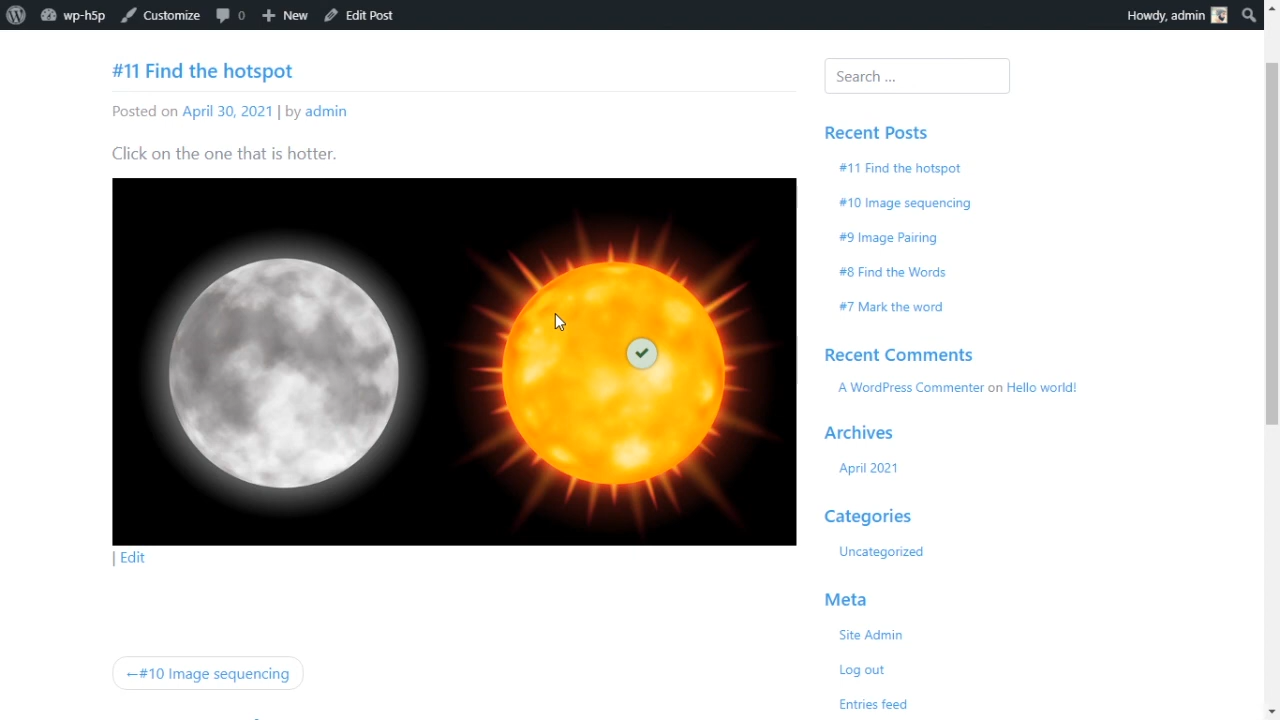 wp-h5p Customize 0 New Edit Post Howdy, admin
#11 Find the hotspot
Posted on April 30, 2021 | by admin
Click on the one that is hotter.
| Edit
←#10 Image sequencing
Search ...
Recent Posts
#11 Find the hotspot
#10 Image sequencing
#9 Image Pairing
#8 Find the Words
#7 Mark the word
Recent Comments
A WordPress Commenter on Hello world!
Archives
April 2021
Categories
Uncategorized
Meta
Site Admin
Log out
Entries feed